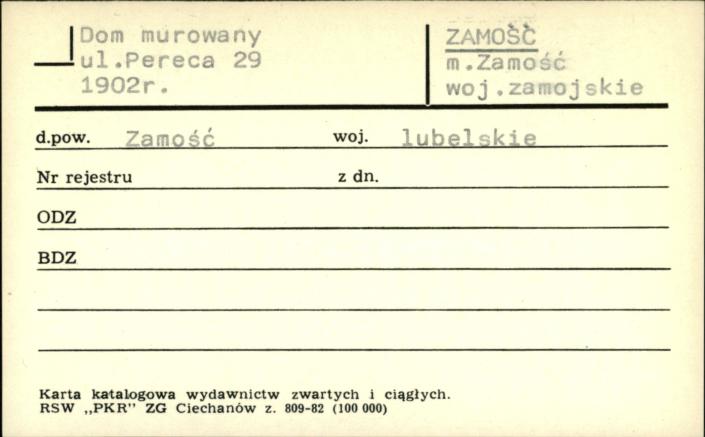 Dom murowany
ul.Pereca 29
1902r.
ZAMOŚĆ
m.Zamość
woj.zamojskie
d.pow. Zamość woj. lubelskie
Nr rejestru z dn.
ODZ
BDZ
Karta katalogowa wydawnictw zwartych i ciągłych.
RSW „PKR" ZG Ciechanów z. 809-82 (100 000)